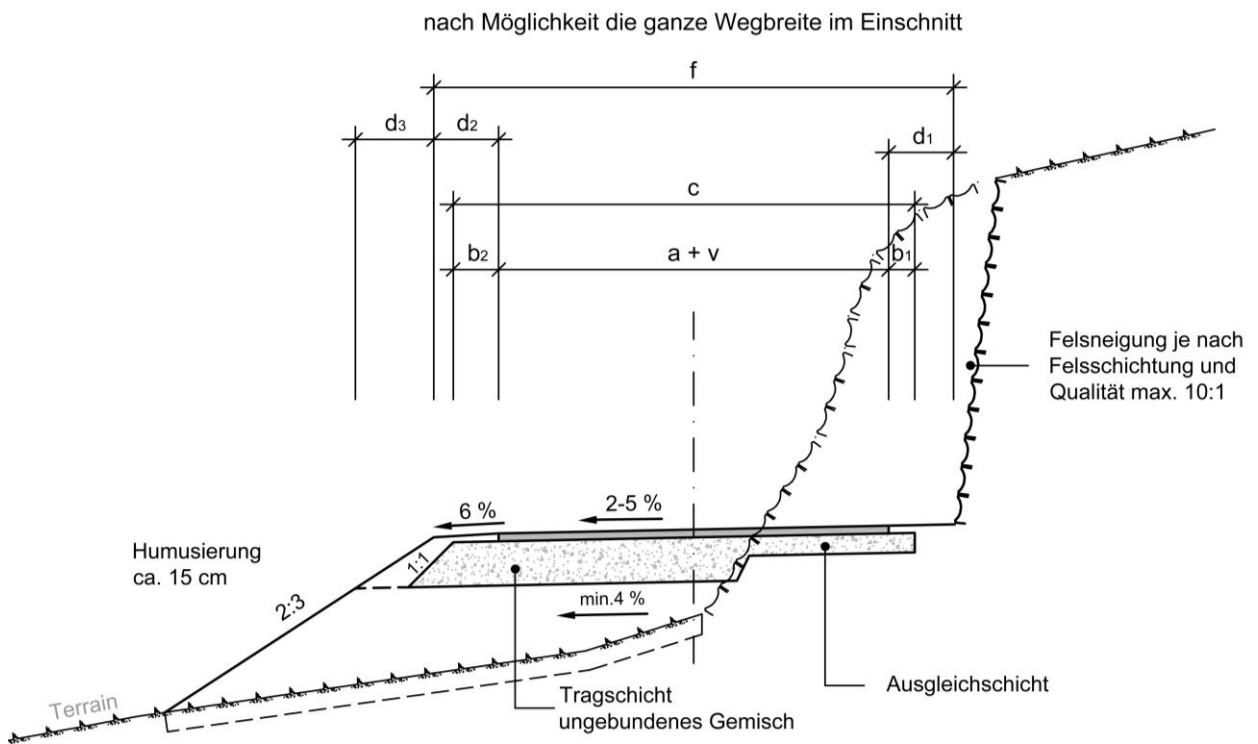 nach Möglichkeit die ganze Wegbreite im Einschnitt
f
d3 d2 d1
c
b2 a + v b1
Felsneigung je nach
Felsschichtung und
Qualität max. 10:1
6 % 2-5 %
Humusierung
ca. 15 cm
1:1
2:3
min.4 %
Terrain
Tragschicht
ungebundenes Gemisch
Ausgleichschicht